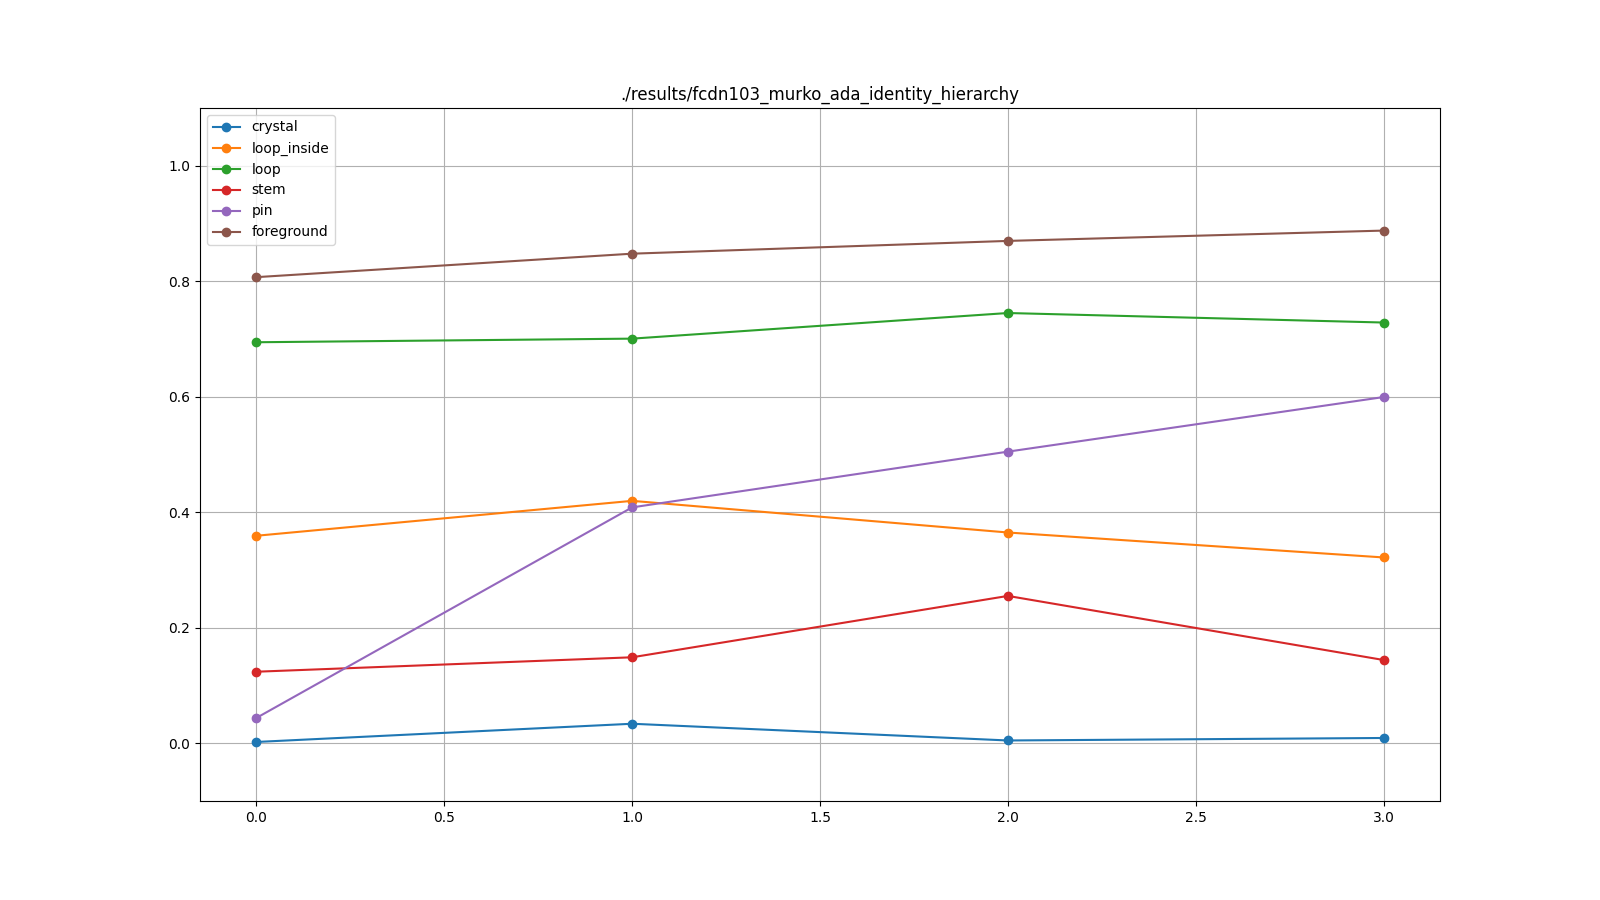 ./results/fcdn103_murko_ada_identity_hierarchy
crystal
loop_inside
loop
stem
pin
foreground
1.0
0.8
0.6
0.4
0.2
0.0
0.0 0.5 1.0 1.5 2.0 2.5 3.0